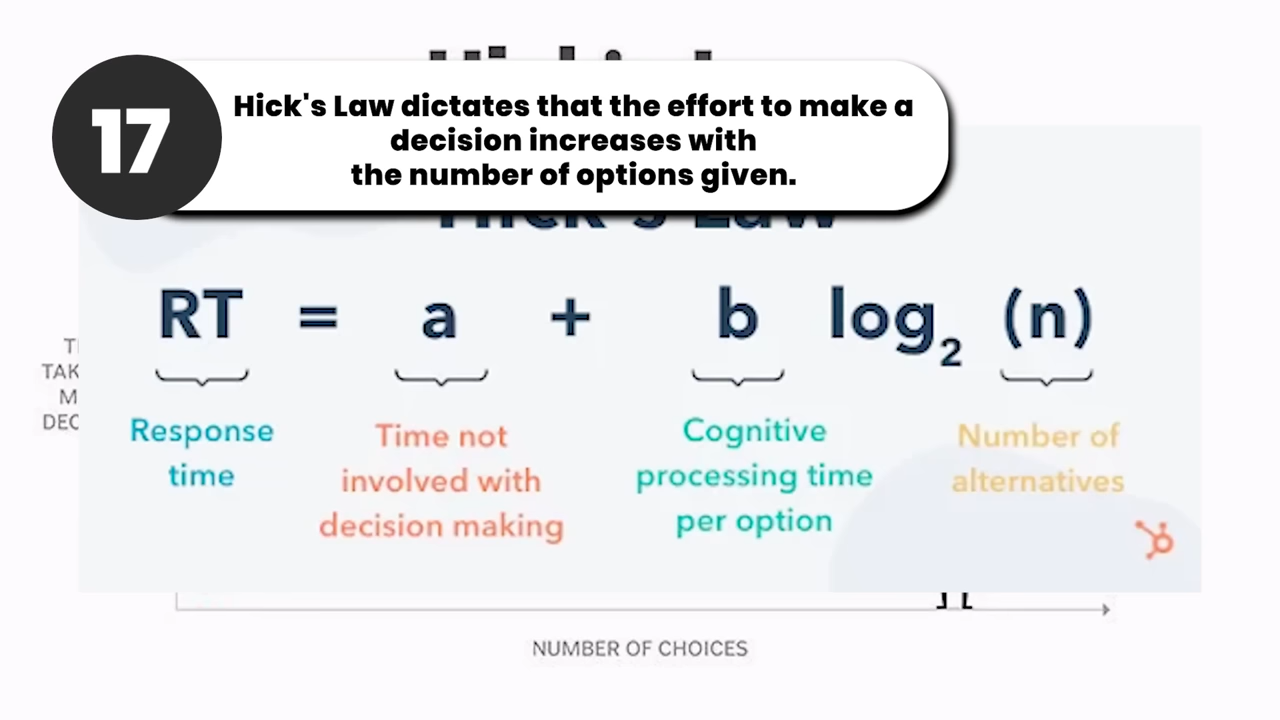 17
Hick's Law dictates that the effort to make a
decision increases with
the number of options given.
Hick's Law
RT = a + b log2 (n)
Response
time
Time not
involved with
decision making
Cognitive
processing time
per option
Number of
alternatives
NUMBER OF CHOICES